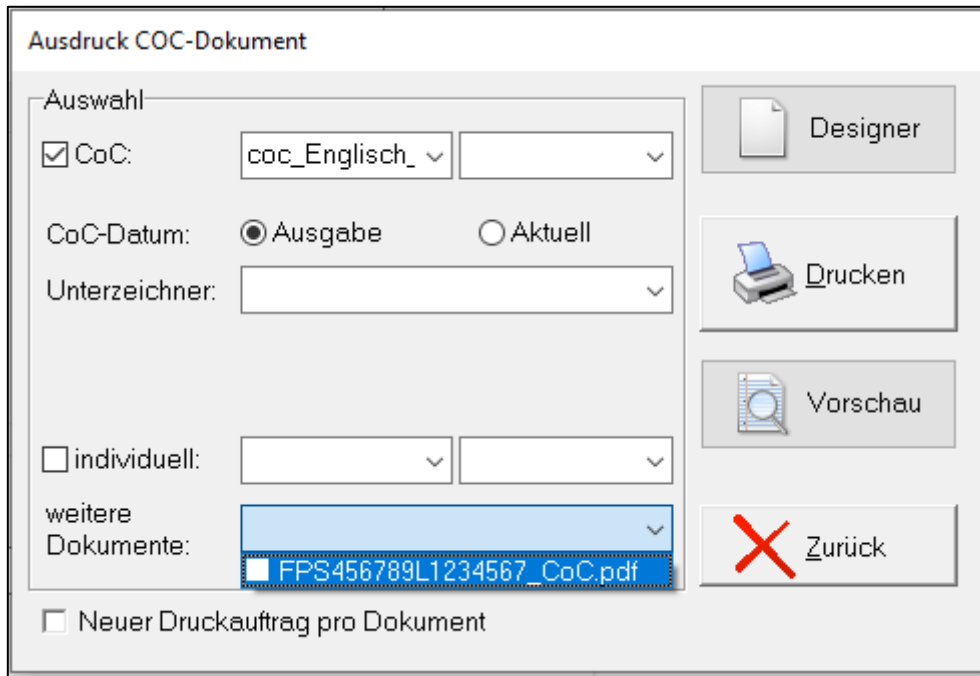 Ausdruck COC-Dokument
Auswahl
CoC: coc_Englisch_
Designer
CoC-Datum: Ausgabe Aktuell
Unterzeichner:
Drucken
Vorschau
individuell:
weitere
Dokumente:
FPS456789L1234567_CoC.pdf
Zurück
Neuer Druckauftrag pro Dokument